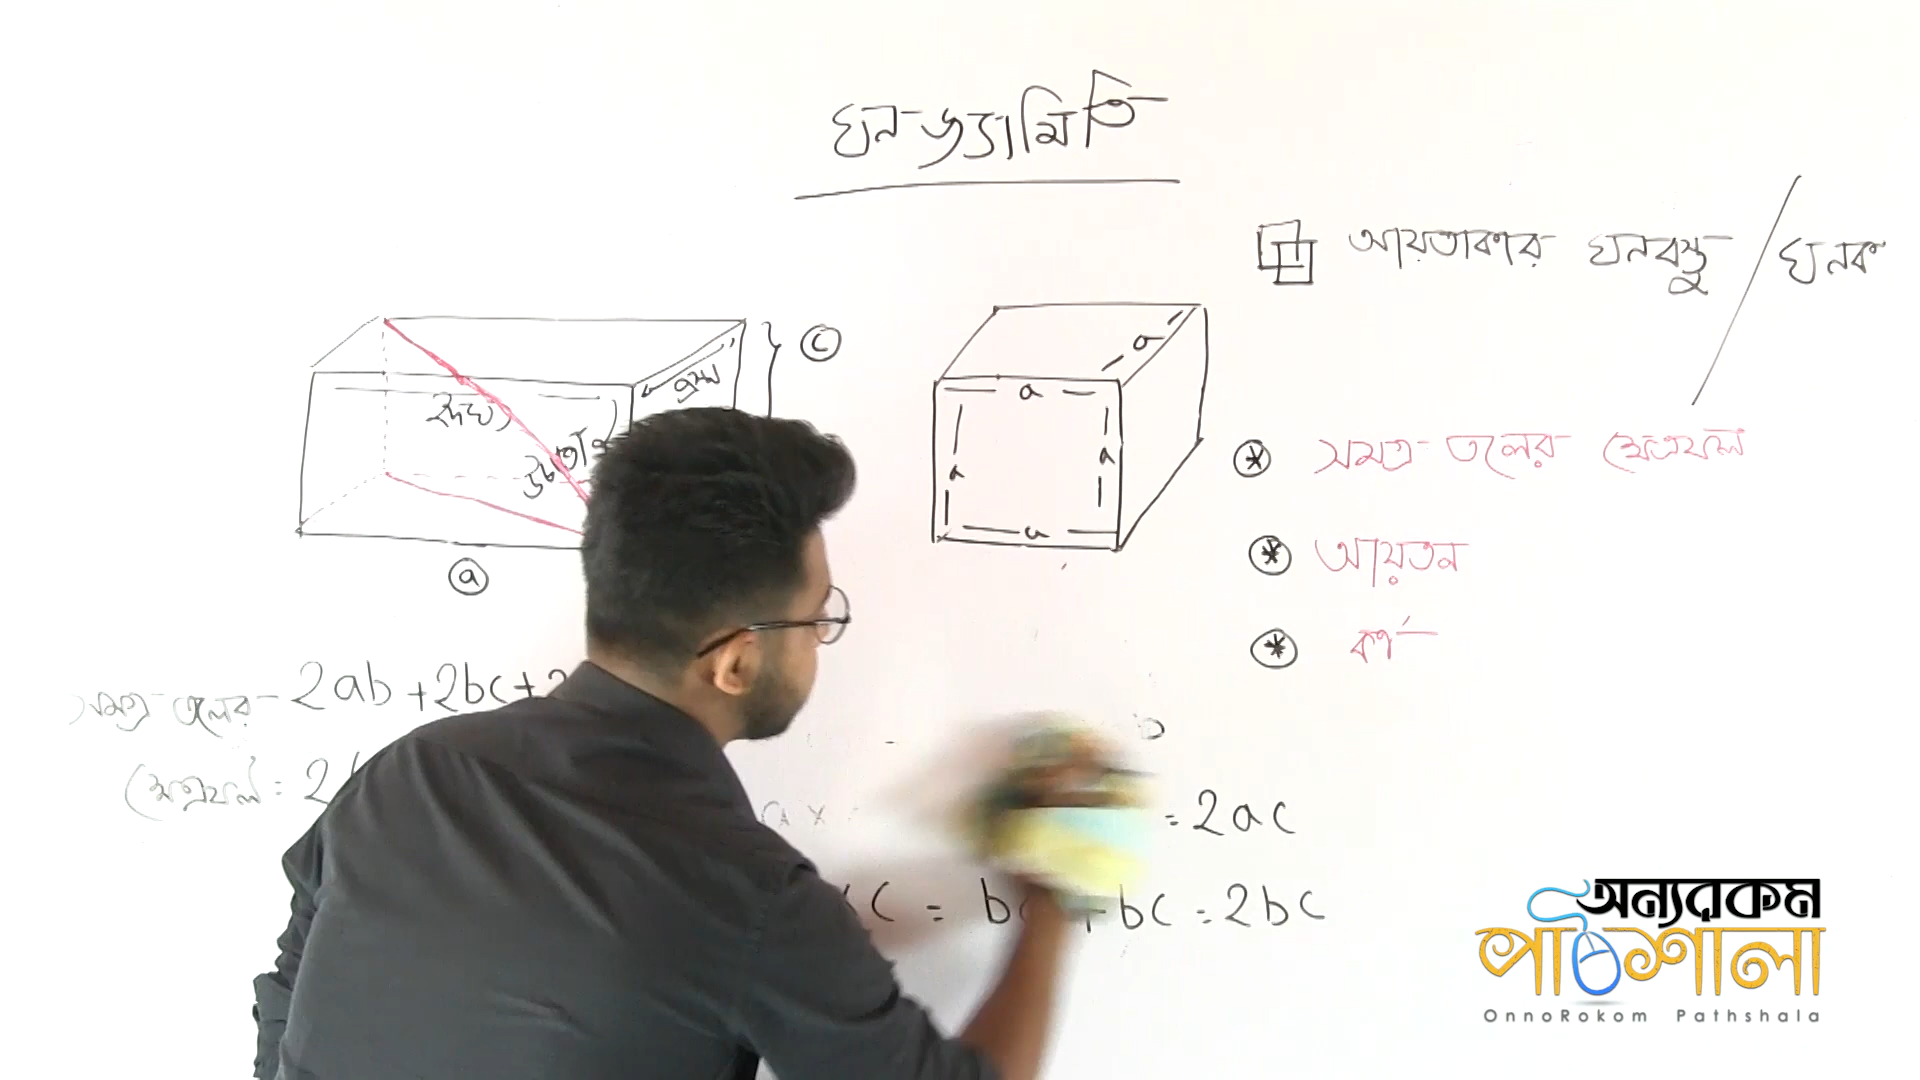 ঘন জ্যামিতি
আয়তাকার ঘনবস্তু / ঘনক
c
প্রস্থ
দৈর্ঘ্য
উচ্চতা
a
a
a
a
a
a
সমগ্র তলের ক্ষেত্রফল
আয়তন
কর্ণ
সমগ্র তলের 2ab + 2bc +
ক্ষেত্রফল = 2
= 2ac
c = bc + bc = 2bc
অন্যরকম
পাঠশালা
OnnoRokom Pathshala